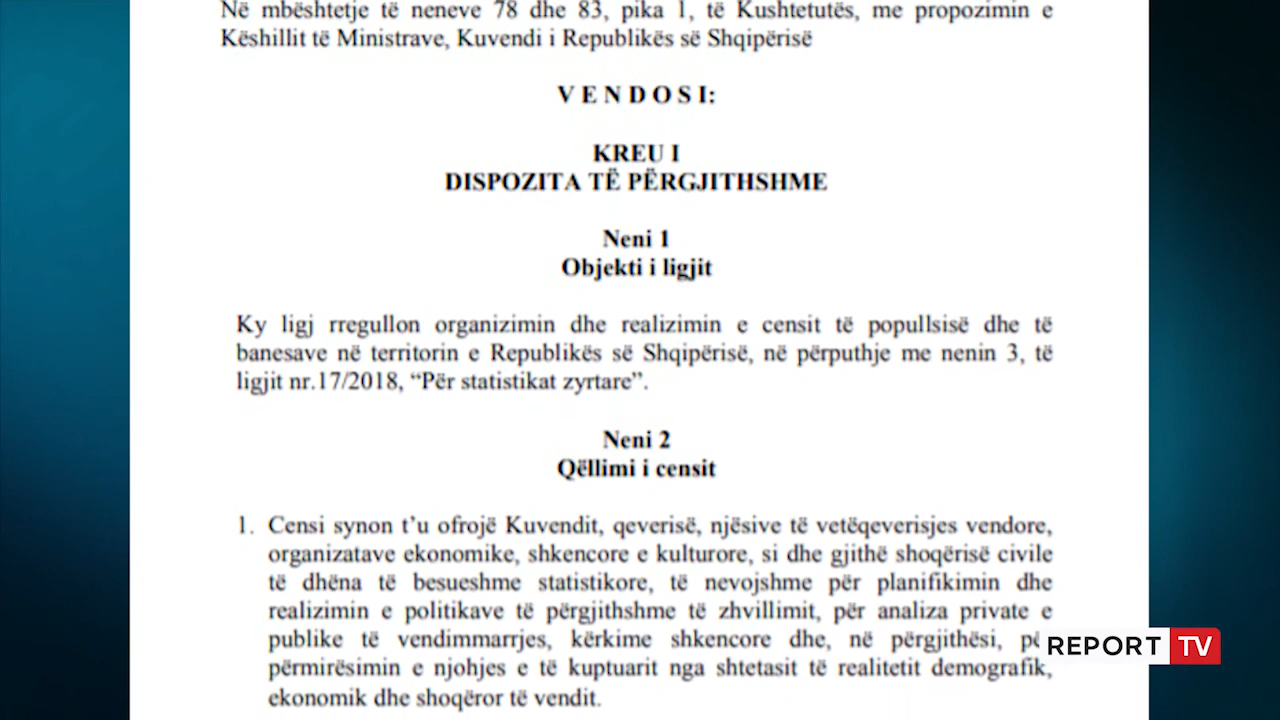 Në mbështetje të neneve 78 dhe 83, pika 1, të Kushtetutës, me propozimin e
Këshillit të Ministrave, Kuvendi i Republikës së Shqipërisë
V E N D O S I:
KREU I
DISPOZITA TË PËRGJITHSHME
Neni 1
Objekti i ligjit
Ky ligj rregullon organizimin dhe realizimin e censit të popullsisë dhe të
banesave në territorin e Republikës së Shqipërisë, në përputhje me nenin 3, të
ligjit nr.17/2018, “Për statistikat zyrtare”.
Neni 2
Qëllimi i censit
1. Censi synon t’u ofrojë Kuvendit, qeverisë, njësive të vetëqeverisjes vendore,
organizatave ekonomike, shkencore e kulturore, si dhe gjithë shoqërisë civile
të dhëna të besueshme statistikore, të nevojshme për planifikimin dhe
realizimin e politikave të përgjithshme të zhvillimit, për analiza private e
publike të vendimmarrjes, kërkime shkencore dhe, në përgjithësi,
përmirësimin e njohjes e të kuptuarit nga shtetasit të realitetit demografik,
ekonomik dhe shoqëror të vendit.
REPORT TV